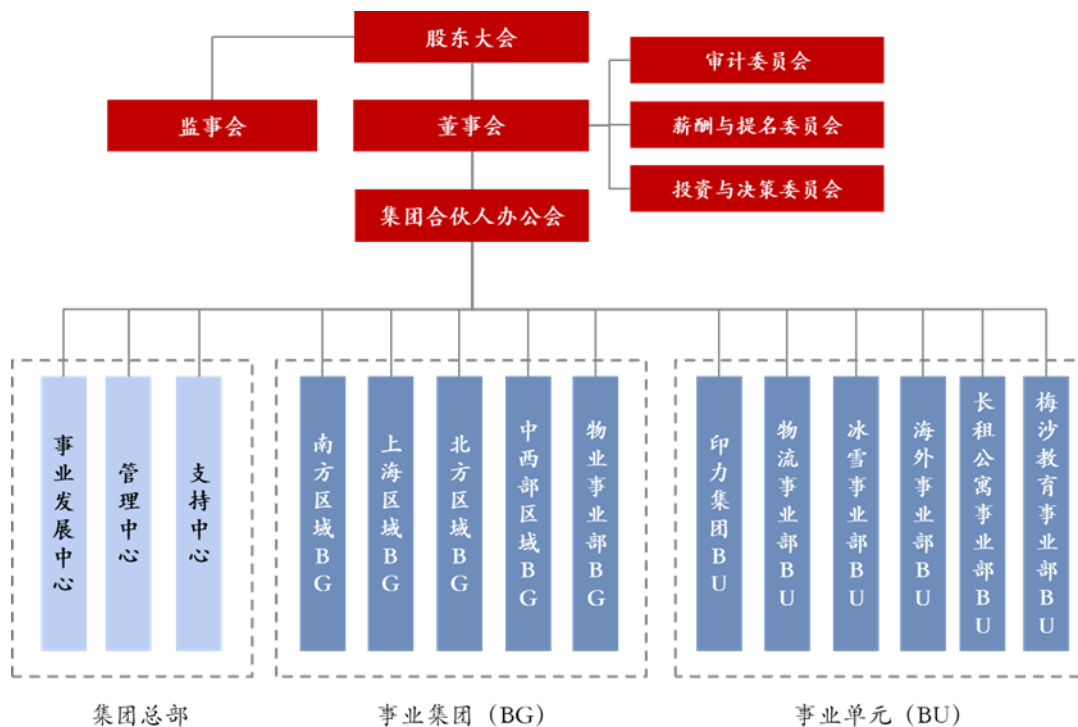 股东大会
审计委员会
监事会
董事会
薪酬与提名委员会
投资与决策委员会
集团合伙人办公会
事业发展中心
管理中心
支持中心
南方区域BG
上海区域BG
北方区域BG
中西部区域BG
物业事业部BG
印力集团BU
物流事业部BU
冰雪事业部BU
海外事业部BU
长租公寓事业部BU
梅沙教育事业部BU
集团总部
事业集团（BG）
事业单元（BU）